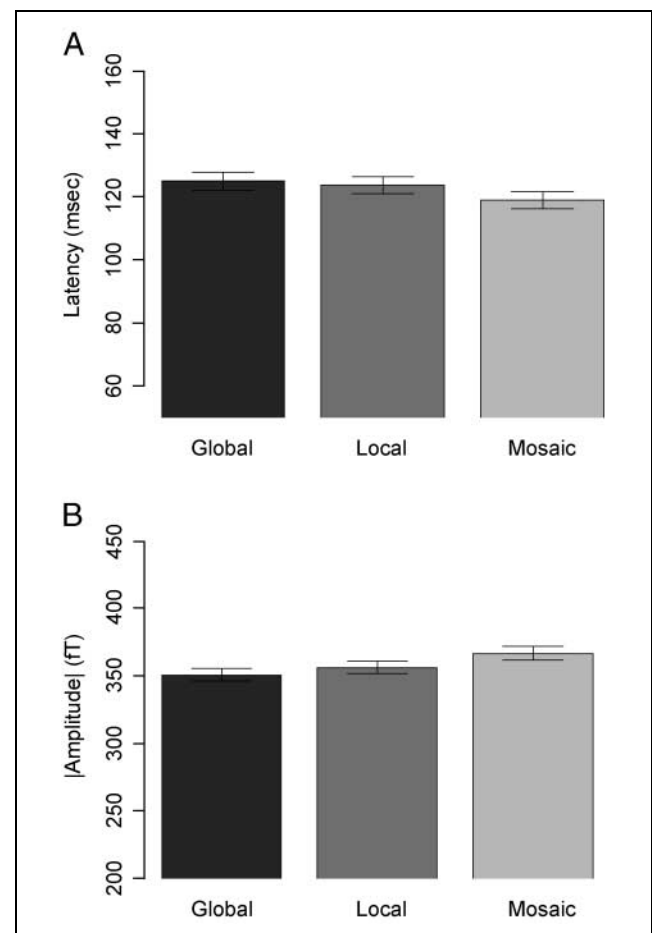 A
Latency (msec)
160
140
120
100
80
60
Global Local Mosaic
B
|Amplitude| (fT)
450
400
350
300
250
200
Global Local Mosaic